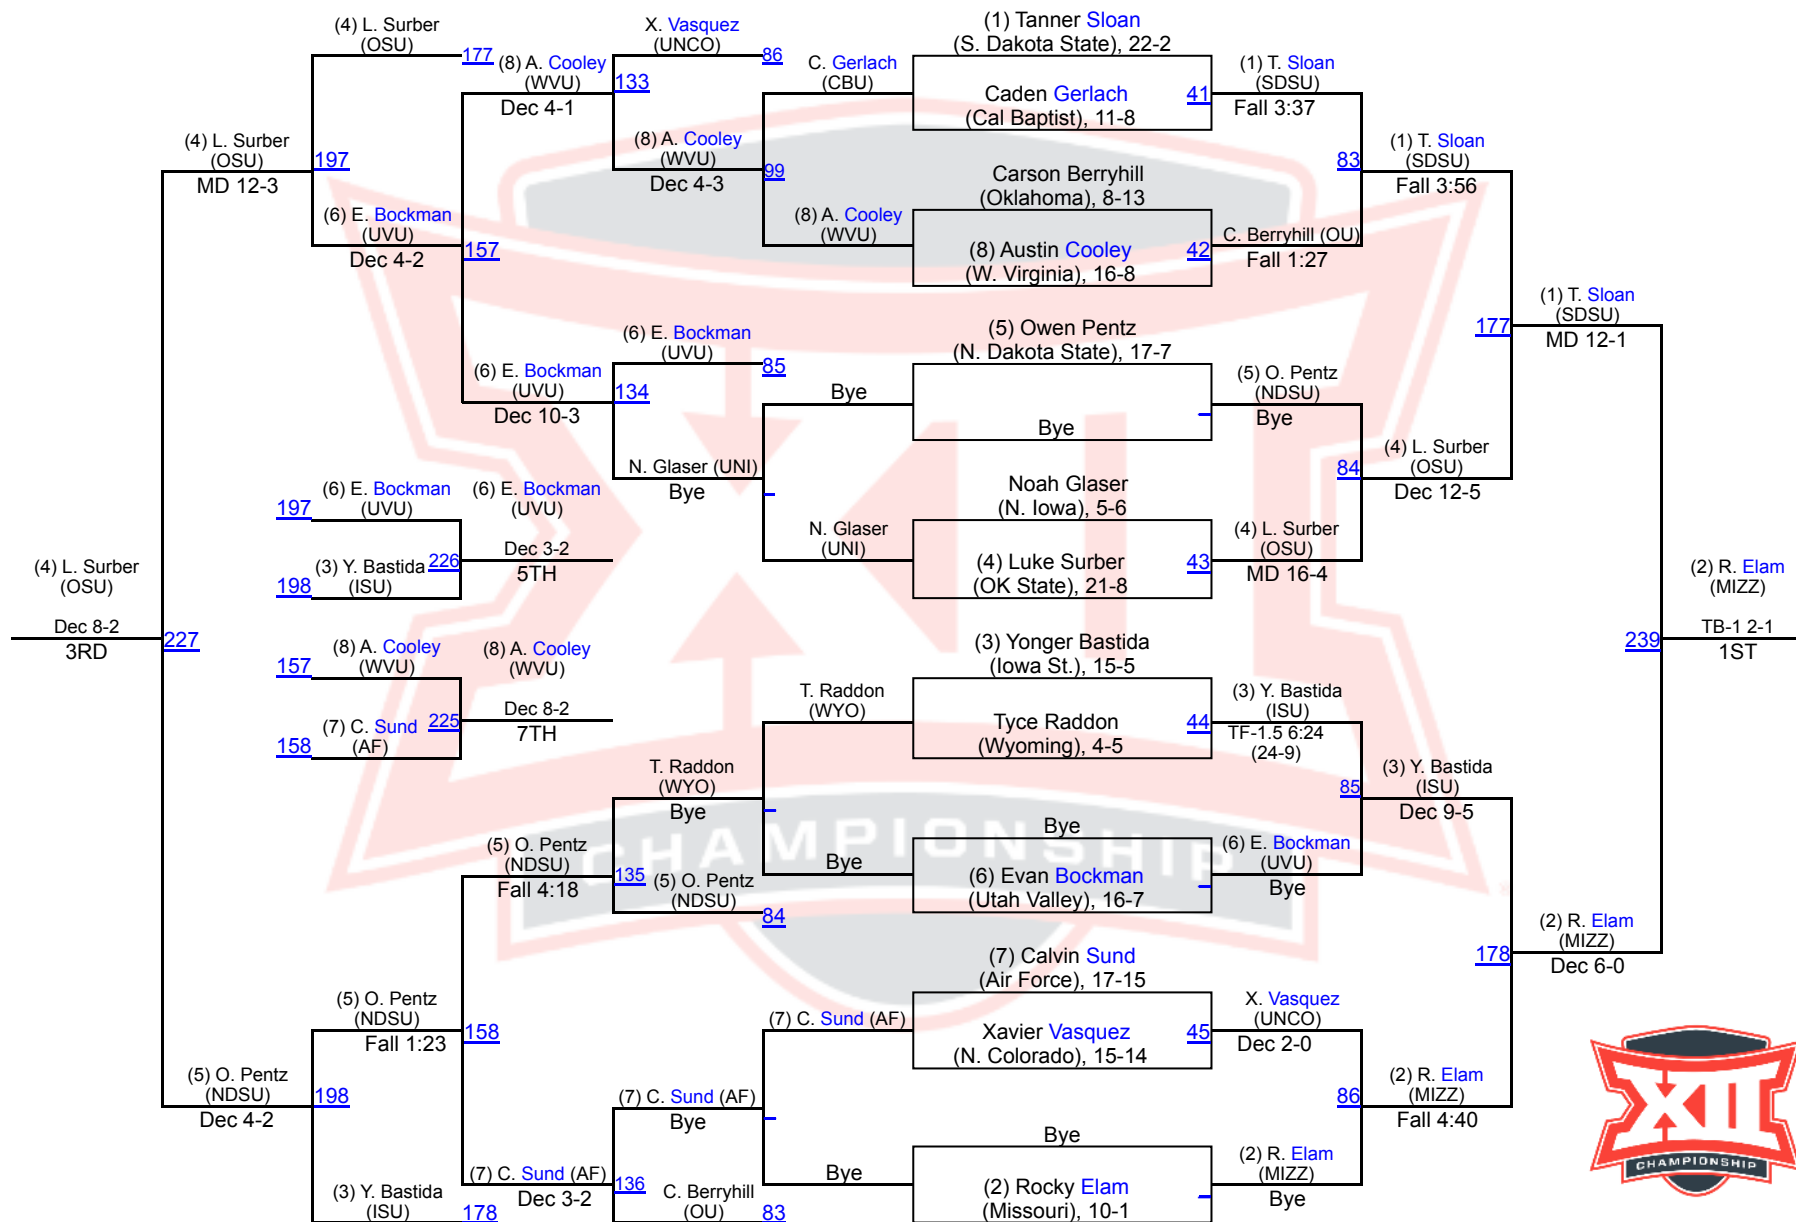 (4) L. Surber
(OSU)
177
(8) A. Cooley
(WVU)
Dec 4-1
X. Vasquez
(UNCO)
86
133
C. Gerlach
(CBU)
(1) Tanner Sloan
(S. Dakota State), 22-2
Caden Gerlach
(Cal Baptist), 11-8
41
(1) T. Sloan
(SDSU)
Fall 3:37
(4) L. Surber
(OSU)
MD 12-3
197
(8) A. Cooley
(WVU)
Dec 4-3
99
Carson Berryhill
(Oklahoma), 8-13
83
(1) T. Sloan
(SDSU)
Fall 3:56
(6) E. Bockman
(UVU)
Dec 4-2
157
(8) A. Cooley
(WVU)
(8) Austin Cooley
(W. Virginia), 16-8
42
C. Berryhill (OU)
Fall 1:27
(1) T. Sloan
(SDSU)
MD 12-1
177
(6) E. Bockman
(UVU)
85
(5) Owen Pentz
(N. Dakota State), 17-7
(6) E. Bockman
(UVU)
Dec 10-3
134
Bye
Bye
(5) O. Pentz
(NDSU)
Bye
N. Glaser (UNI)
Bye
Noah Glaser
(N. Iowa), 5-6
84
(4) L. Surber
(OSU)
Dec 12-5
197
(6) E. Bockman
(UVU)
(6) E. Bockman
(UVU)
N. Glaser
(UNI)
(4) Luke Surber
(OK State), 21-8
43
(4) L. Surber
(OSU)
MD 16-4
Dec 3-2
5TH
226
198
(3) Y. Bastida
(ISU)
(4) L. Surber
(OSU)
Dec 8-2
3RD
227
(2) R. Elam
(MIZZ)
TB-1 2-1
1ST
239
157
(8) A. Cooley
(WVU)
(8) A. Cooley
(WVU)
Dec 8-2
7TH
225
158
(7) C. Sund
(AF)
T. Raddon
(WYO)
(3) Yonger Bastida
(Iowa St.), 15-5
Tyce Raddon
(Wyoming), 4-5
44
(3) Y. Bastida
(ISU)
TF-1.5 6:24
(24-9)
T. Raddon
(WYO)
Bye
85
(3) Y. Bastida
(ISU)
Dec 9-5
(5) O. Pentz
(NDSU)
Fall 4:18
135
(5) O. Pentz
(NDSU)
84
Bye
Bye
(6) Evan Bockman
(Utah Valley), 16-7
(6) E. Bockman
(UVU)
Bye
CHAMPIONSHIP
178
(2) R. Elam
(MIZZ)
Dec 6-0
(5) O. Pentz
(NDSU)
Fall 1:23
158
(7) C. Sund (AF)
(7) Calvin Sund
(Air Force), 17-15
Xavier Vasquez
(N. Colorado), 15-14
45
X. Vasquez
(UNCO)
Dec 2-0
(5) O. Pentz
(NDSU)
Dec 4-2
198
(7) C. Sund (AF)
Bye
86
(2) R. Elam
(MIZZ)
Fall 4:40
(3) Y. Bastida
(ISU)
178
(7) C. Sund (AF)
Dec 3-2
136
C. Berryhill
(OU)
83
Bye
Bye
(2) Rocky Elam
(Missouri), 10-1
(2) R. Elam
(MIZZ)
Bye
XII
CHAMPIONSHIP